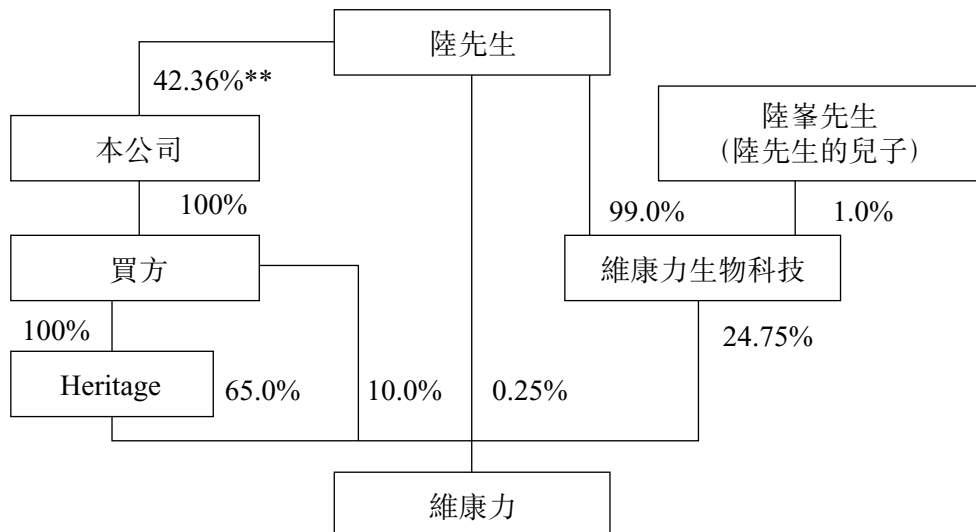 陸先生
42.36%**
本公司
陸峯先生
（陸先生的兒子）
100%
99.0%
1.0%
買方
維康力生物科技
100%
24.75%
Heritage
65.0%
10.0%
0.25%
維康力